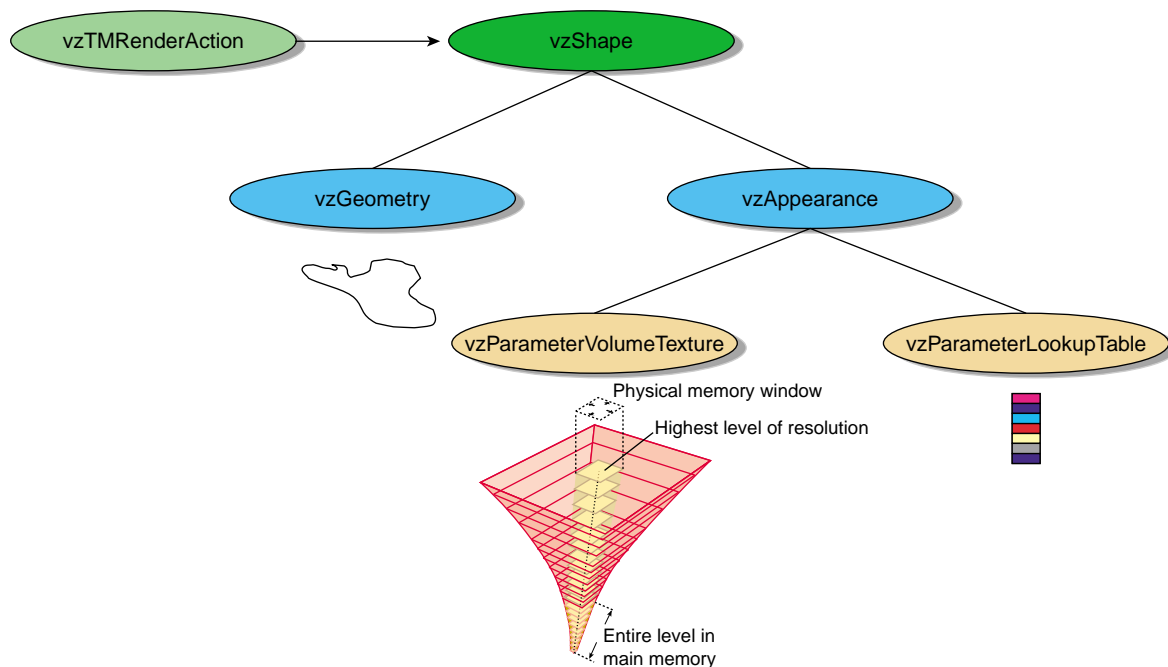 vzTMRenderAction
vzShape
vzGeometry
vzAppearance
vzParameterVolumeTexture
vzParameterLookupTable
Physical memory window
Highest level of resolution
Entire level in
main memory